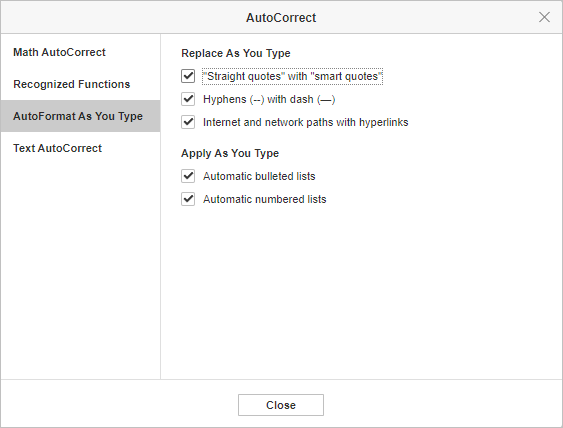 AutoCorrect
Math AutoCorrect
Recognized Functions
AutoFormat As You Type
Text AutoCorrect
Replace As You Type
"Straight quotes" with "smart quotes"
Hyphens (--) with dash (—)
Internet and network paths with hyperlinks
Apply As You Type
Automatic bulleted lists
Automatic numbered lists
Close